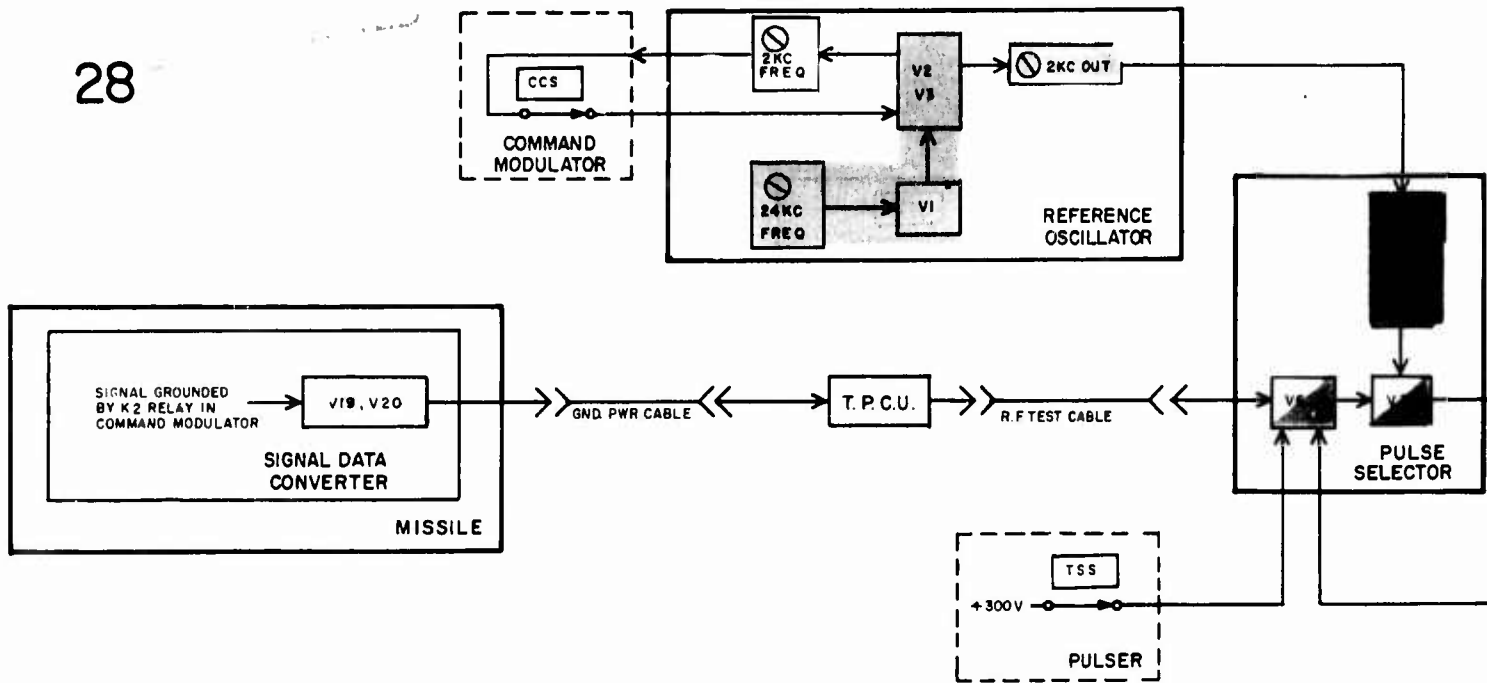 28
2KC
FREQ
V2
V3
2KC OUT
CCS
COMMAND
MODULATOR
24KC
FREQ
V1
REFERENCE
OSCILLATOR
SIGNAL GROUNDED
BY K2 RELAY IN
COMMAND MODULATOR
V19, V20
SIGNAL DATA
CONVERTER
MISSILE
GND. PWR CABLE
T. P. C. U.
R.F TEST CABLE
PULSE
SELECTOR
TSS
+300V
PULSER